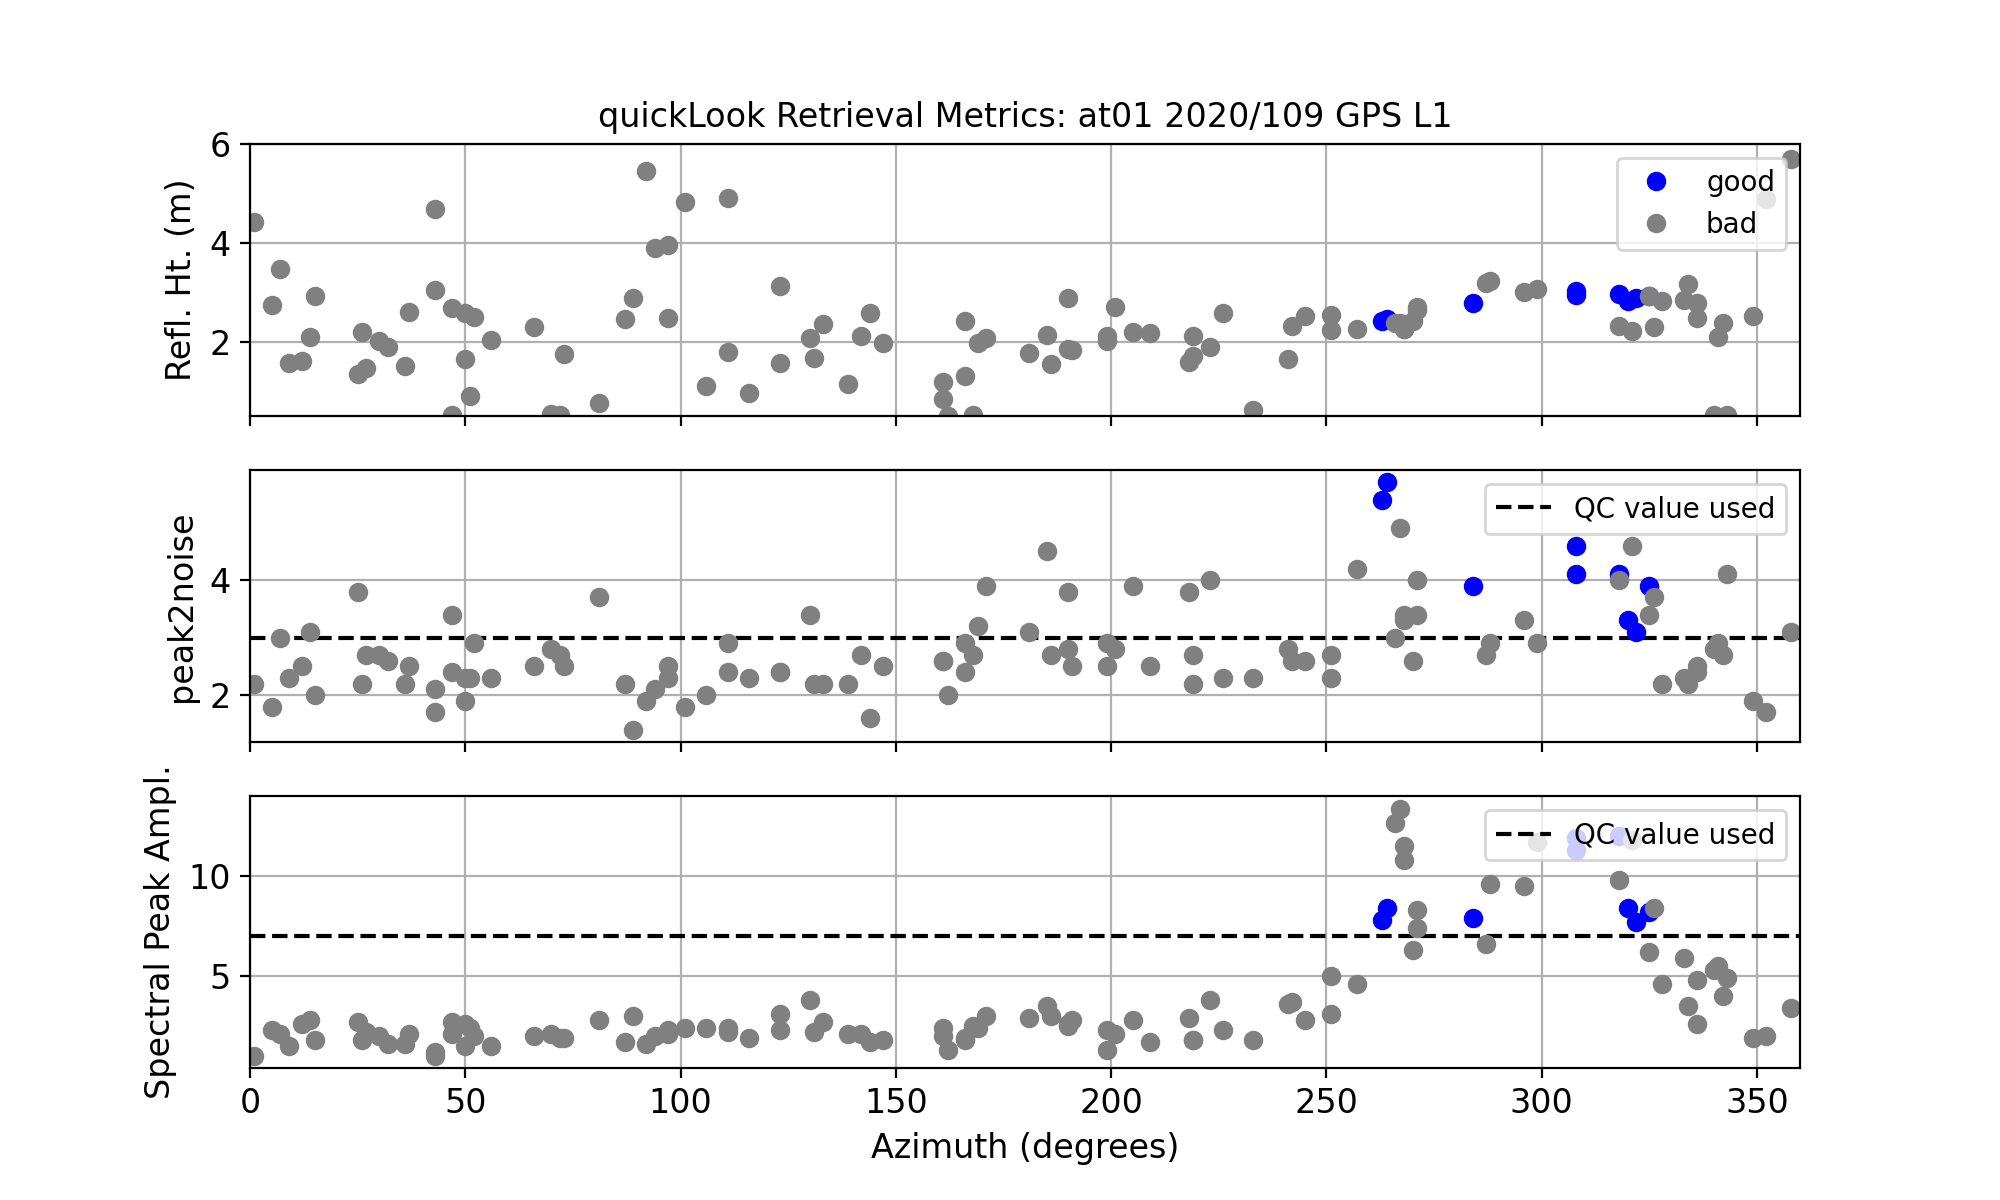 quickLook Retrieval Metrics: at01 2020/109 GPS L1
Refl. Ht. (m)
6
4
2
good
bad
peak2noise
4
2
QC value used
Spectral Peak Ampl.
10
5
QC value used
0 50 100 150 200 250 300 350
Azimuth (degrees)